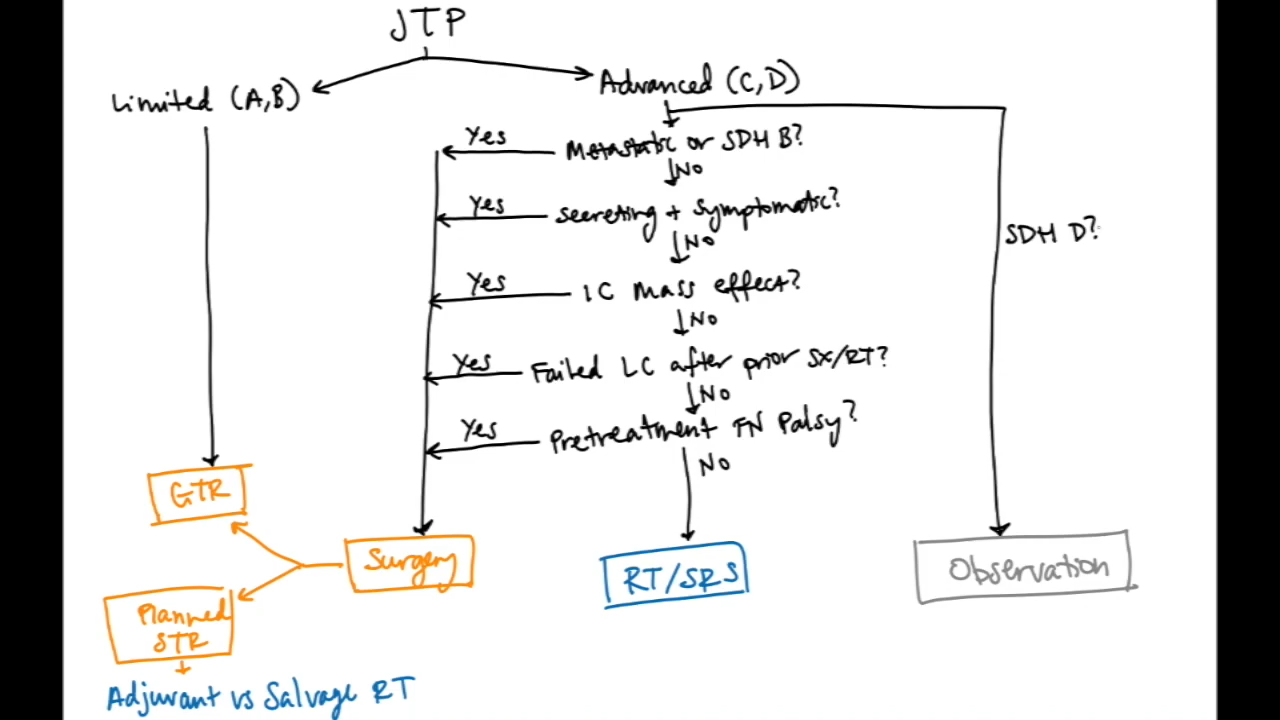 JTP
Limited (A,B)
Advanced (C,D)
Yes
Metastatic or SDH B?
NO
Yes
Secreting + Symptomatic?
NO
SDH D?
Yes
IC Mass effect?
NO
Yes
Failed LC after prior SX/RT?
NO
Yes
Pretreatment FN Palsy?
NO
GTR
Surgery
RT/SRS
Observation
Planned
STR
Adjuvant vs Salvage RT